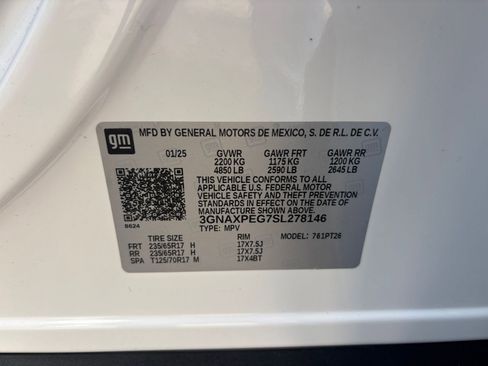 gm
MFD BY GENERAL MOTORS DE MEXICO, S. DE R.L. DE C.V.
01/25 GVWR GAWR FRT GAWR RR
2200 KG 1175 KG 1200 KG
4850 LB 2590 LB 2645 LB
THIS VEHICLE CONFORMS TO ALL
APPLICABLE U.S. FEDERAL MOTOR
VEHICLE SAFETY AND THEFT PREVENTION
STANDARDS IN EFFECT ON THE DATE OF
MANUFACTURE SHOWN ABOVE.
3GNAXPEG7SL278146
8624 TYPE: MPV MODEL: 761PT26
TIRE SIZE RIM
FRT 235/65R17 H 17X7.5J
RR 235/65R17 H 17X7.5J
SPA T125/70R17 M 17X4BT